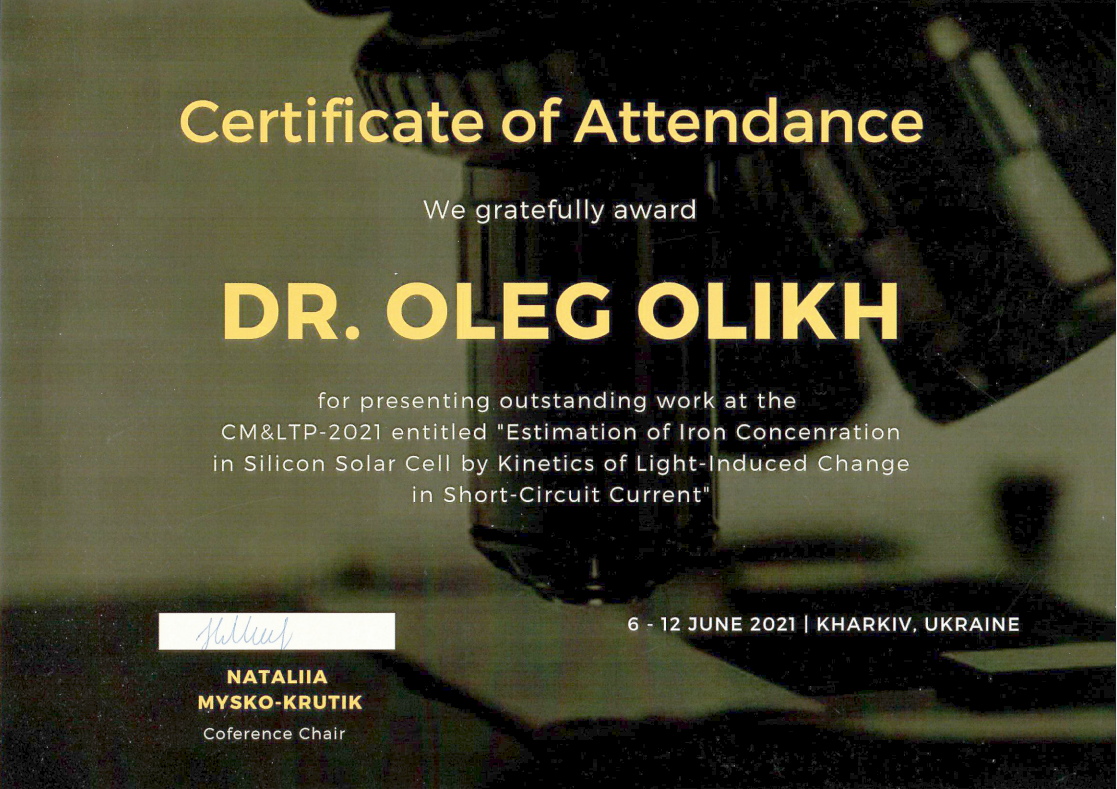 Certificate of Attendance
We gratefully award
DR. OLEG OLIKH
for presenting outstanding work at the
CM&LTP-2021 entitled "Estimation of Iron Concenration
in Silicon Solar Cell by Kinetics of Light-Induced Change
in Short-Circuit Current"
6 - 12 JUNE 2021 | KHARKIV, UKRAINE
NATALIIA
MYSKO-KRUTIK
Coference Chair